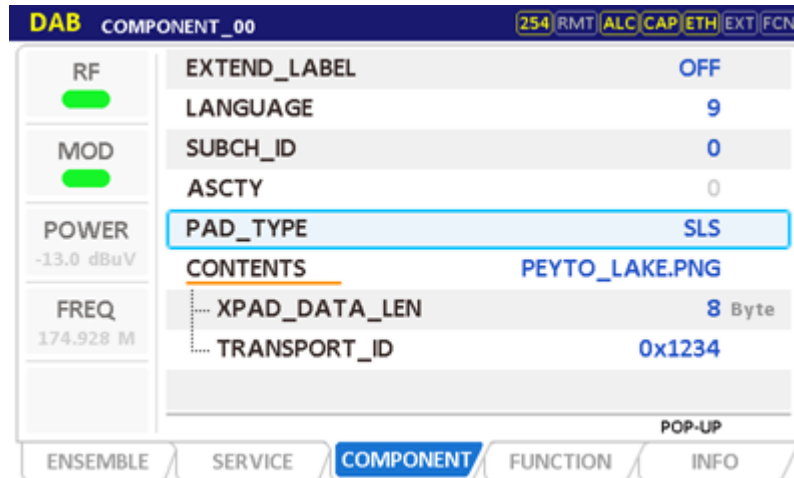 DAB COMPONENT_00 254 RMT ALC CAP ETH EXT FCN
RF
MOD
POWER
-13.0 dBuV
FREQ
174.928 M
EXTEND_LABEL OFF
LANGUAGE 9
SUBCH_ID 0
ASCTY 0
PAD_TYPE SLS
CONTENTS PEYTO_LAKE.PNG
XPAD_DATA_LEN 8 Byte
TRANSPORT_ID 0x1234
POP-UP
ENSEMBLE SERVICE COMPONENT FUNCTION INFO